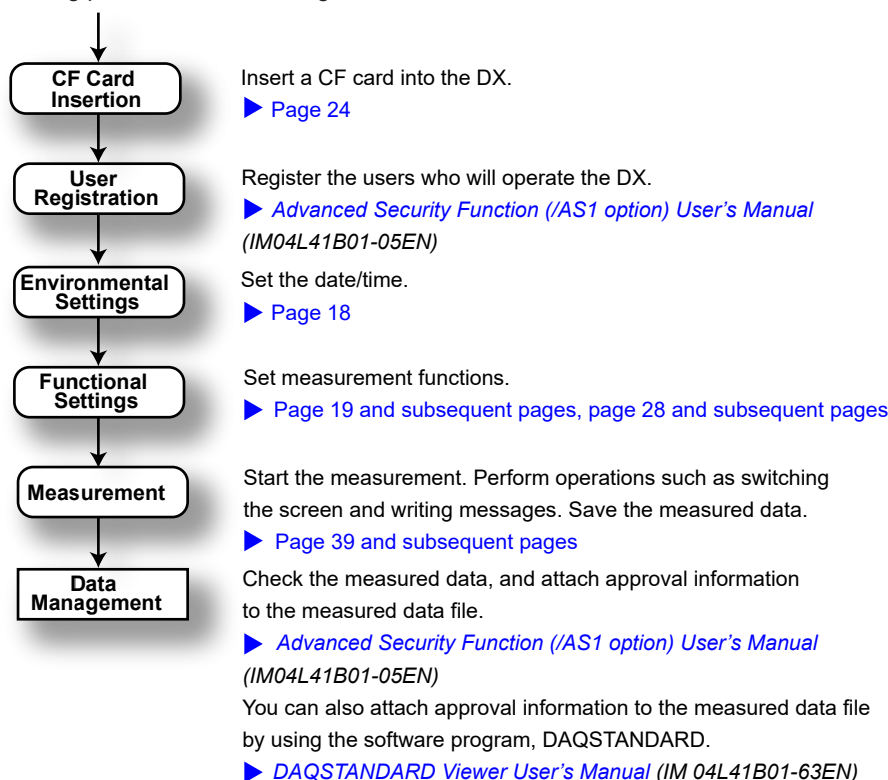 CF Card
Insertion
Insert a CF card into the DX.
▶ Page 24
User
Registration
Register the users who will operate the DX.
▶ Advanced Security Function (/AS1 option) User's Manual
(IM04L41B01-05EN)
Environmental
Settings
Set the date/time.
▶ Page 18
Functional
Settings
Set measurement functions.
▶ Page 19 and subsequent pages, page 28 and subsequent pages
Measurement
Start the measurement. Perform operations such as switching
the screen and writing messages. Save the measured data.
▶ Page 39 and subsequent pages
Data
Management
Check the measured data, and attach approval information
to the measured data file.
▶ Advanced Security Function (/AS1 option) User's Manual
(IM04L41B01-05EN)
You can also attach approval information to the measured data file
by using the software program, DAQSTANDARD.
▶ DAQSTANDARD Viewer User's Manual (IM 04L41B01-63EN)